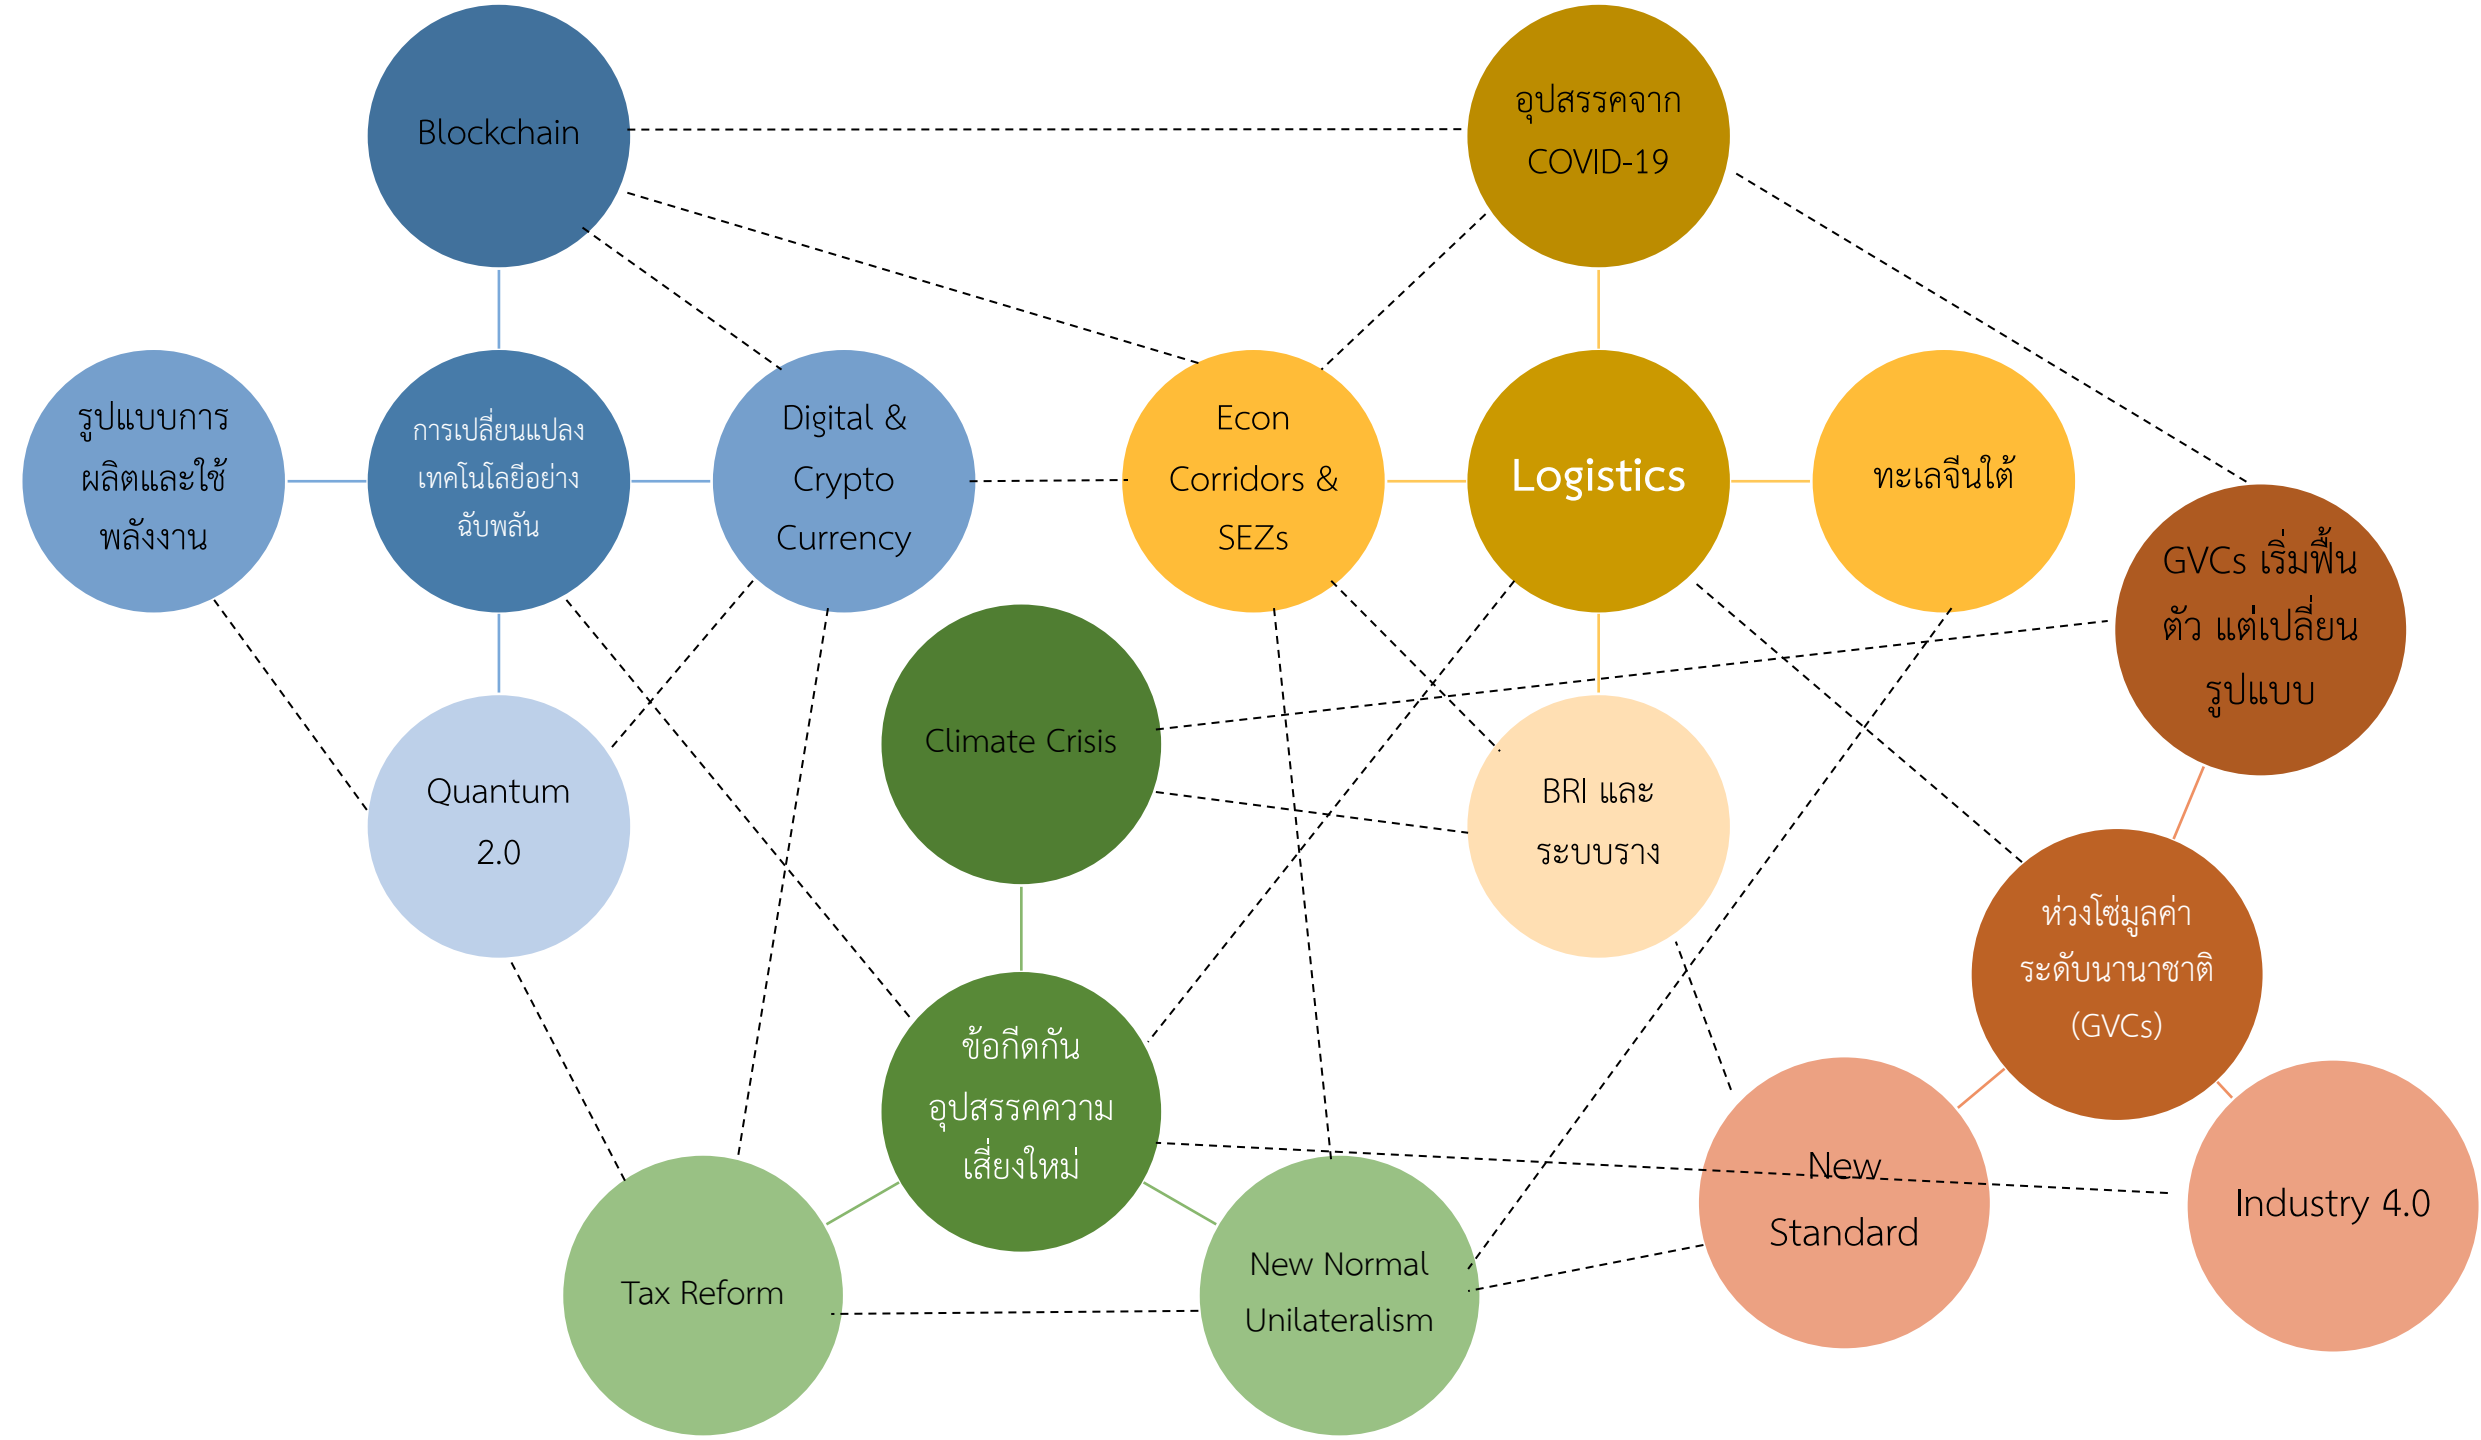 Blockchain
อุปสรรคจาก
COVID-19
รูปแบบการ
ผลิตและใช้
พลังงาน
การเปลี่ยนแปลง
เทคโนโลยีอย่าง
ฉับพลัน
Digital &
Crypto
Currency
Econ
Corridors &
SEZs
Logistics
ทะเลจีนใต้
GVCs เริ่มฟื้น
ตัว แต่เปลี่ยน
รูปแบบ
Climate Crisis
Quantum
2.0
BRI และ
ระบบราง
ห่วงโซ่มูลค่า
ระดับนานาชาติ
(GVCs)
ข้อกีดกัน
อุปสรรคความ
เสี่ยงใหม่
New
Standard
Industry 4.0
Tax Reform
New Normal
Unilateralism